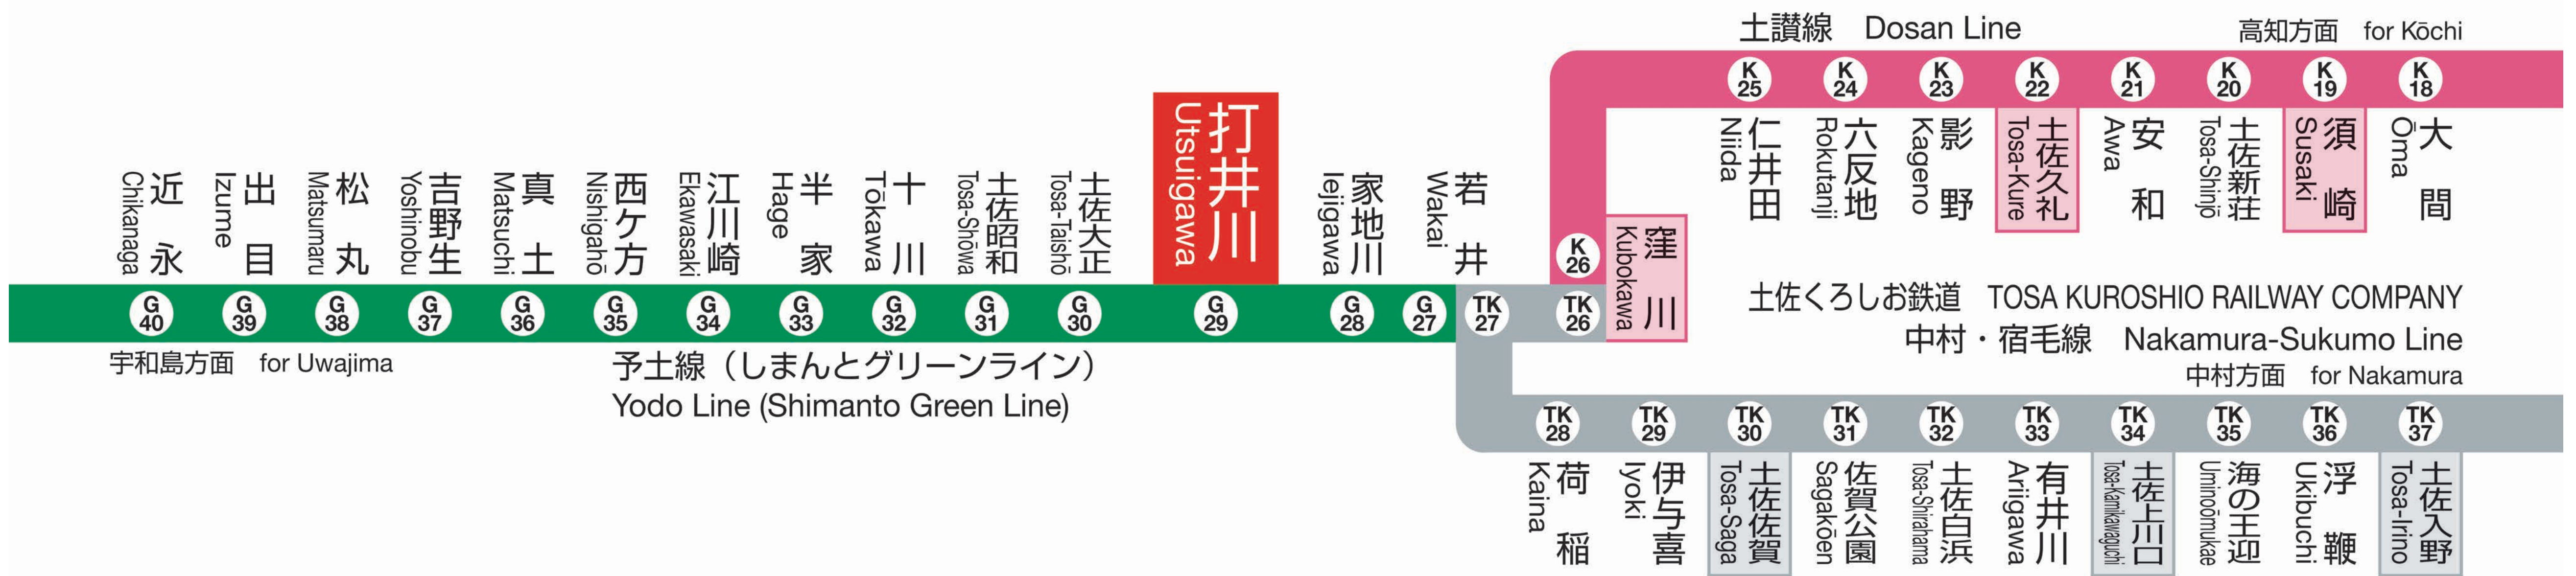 土讃線 Dosan Line
高知方面 for Kōchi
K 25
K 24
K 23
K 22
K 21
K 20
K 19
K 18
仁井田
Niida
六反地
Rokutanji
影野
Kageno
土佐久礼
Tosa-Kure
安和
Awa
土佐新荘
Tosa-Shinjō
須崎
Susaki
大間
Ōma
近永
Chikanaga
出目
Izume
松丸
Matsumaru
吉野生
Yoshinobu
真土
Matsuchi
西ケ方
Nishigahō
江川崎
Ekawasaki
半家
Hage
十川
Tōkawa
土佐昭和
Tosa-Shōwa
土佐大正
Tosa-Taishō
打井川
Utsuigawa
家地川
Iejigawa
若井
Wakai
K 26
窪川
Kubokawa
G 40
G 39
G 38
G 37
G 36
G 35
G 34
G 33
G 32
G 31
G 30
G 29
G 28
G 27
TK 27
TK 26
宇和島方面 for Uwajima
予土線（しまんとグリーンライン）
Yodo Line (Shimanto Green Line)
土佐くろしお鉄道 TOSA KUROSHIO RAILWAY COMPANY
中村・宿毛線 Nakamura-Sukumo Line
中村方面 for Nakamura
TK 28
TK 29
TK 30
TK 31
TK 32
TK 33
TK 34
TK 35
TK 36
TK 37
荷稲
Kaina
伊与喜
Iyoki
土佐佐賀
Tosa-Saga
佐賀公園
Sagakōen
土佐白浜
Tosa-Shirahama
有井川
Ariigawa
土佐上川口
Tosa-Kamikawaguchi
海の王迎
Uminoōmukae
浮鞭
Ukibuchi
土佐入野
Tosa-Irino